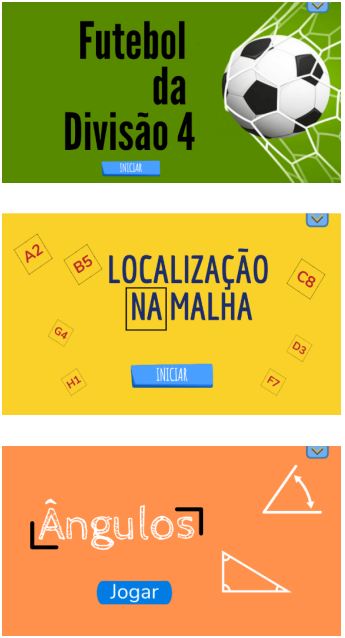 Futebol
da
Divisão 4
INICIAR
A2
B5
C8
LOCALIZAÇÃO
NA MALHA
G4
D3
H1
F7
INICIAR
Ângulos
Jogar